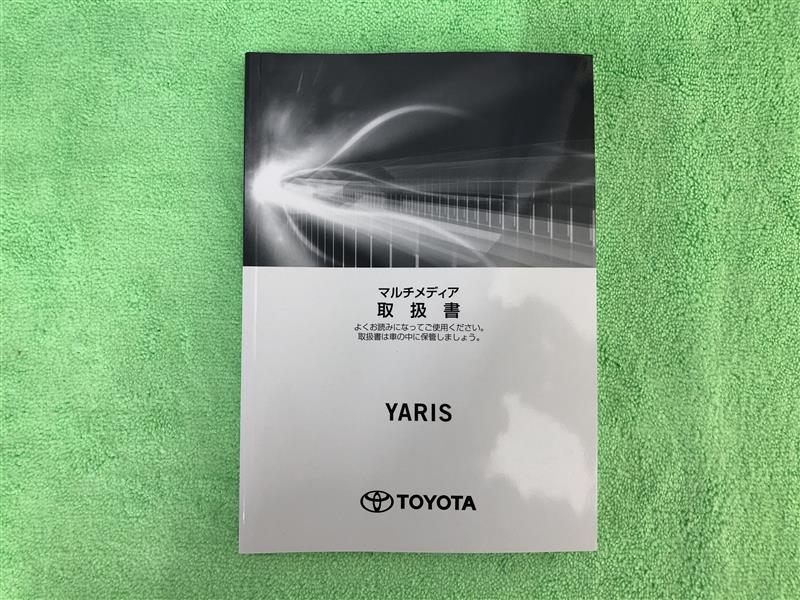 マルチメディア
取扱書
よくお読みになってご使用ください。
取扱書は車の中に保管しましょう。
YARIS
TOYOTA